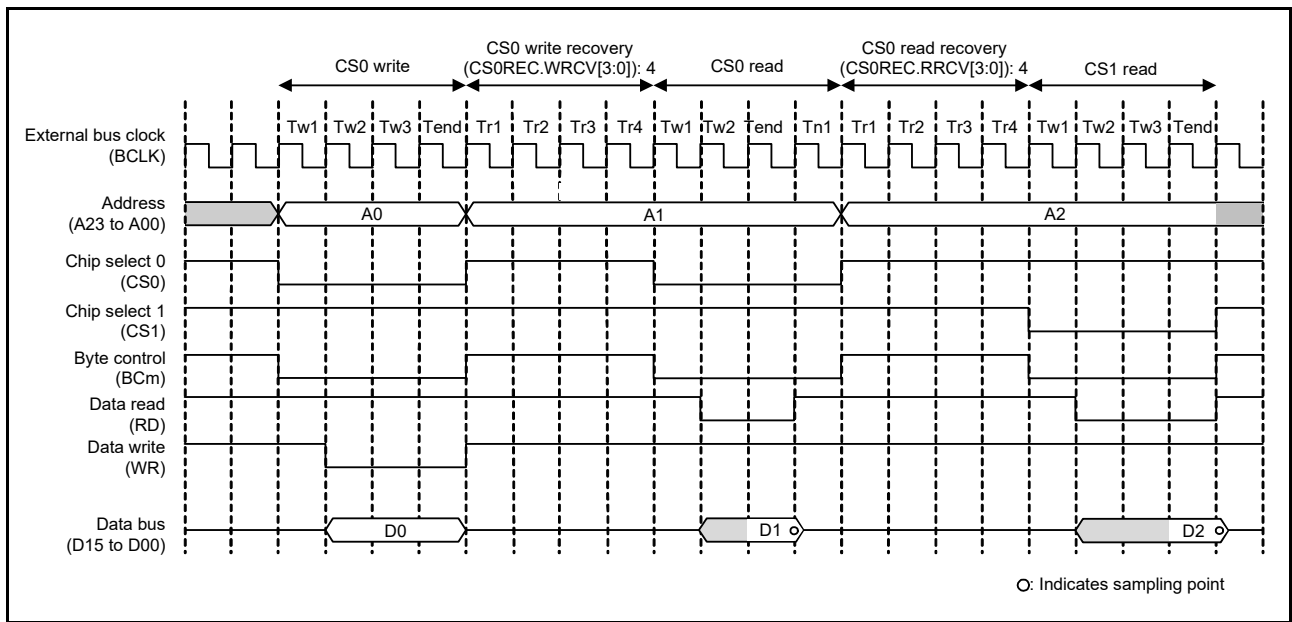 CS0 write
CS0 write recovery
(CS0REC.WRCV[3:0]): 4
CS0 read
CS0 read recovery
(CS0REC.RRCV[3:0]): 4
CS1 read
External bus clock
(BCLK)
Tw1 Tw2 Tw3 Tend Tr1 Tr2 Tr3 Tr4 Tw1 Tw2 Tend Tn1 Tr1 Tr2 Tr3 Tr4 Tw1 Tw2 Tw3 Tend
Address
(A23 to A00)
A0 A1 A2
Chip select 0
(CS0)
Chip select 1
(CS1)
Byte control
(BCm)
Data read
(RD)
Data write
(WR)
Data bus
(D15 to D00)
D0 D1 D2
O: Indicates sampling point